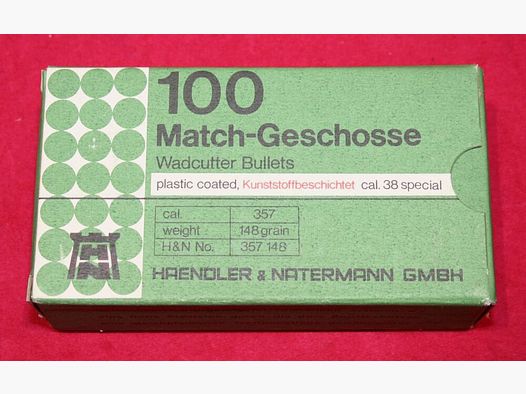 100
Match-Geschosse
Wadcutter Bullets
plastic coated, Kunststoffbeschichtet cal. 38 special
cal. 357
weight 148 grain
H&N No. 357 148
HAENDLER & NATERMANN GMBH